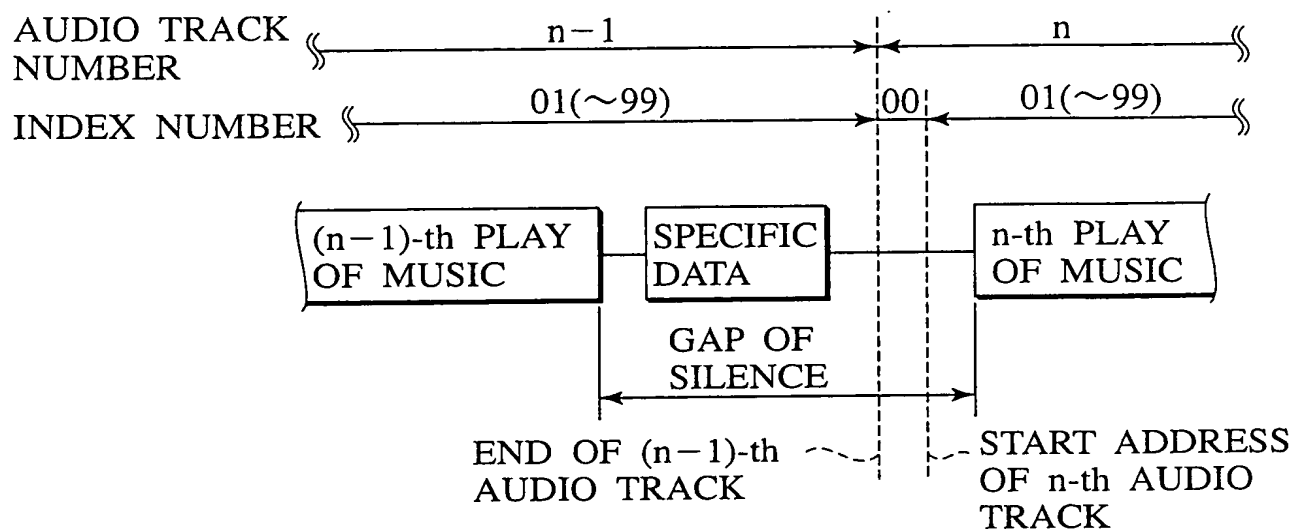 AUDIO TRACK
NUMBER
n−1
n
INDEX NUMBER
01(～99)
00
01(～99)
(n−1)-th PLAY
OF MUSIC
SPECIFIC
DATA
n-th PLAY
OF MUSIC
GAP OF
SILENCE
END OF (n−1)-th
AUDIO TRACK
START ADDRESS
OF n-th AUDIO
TRACK